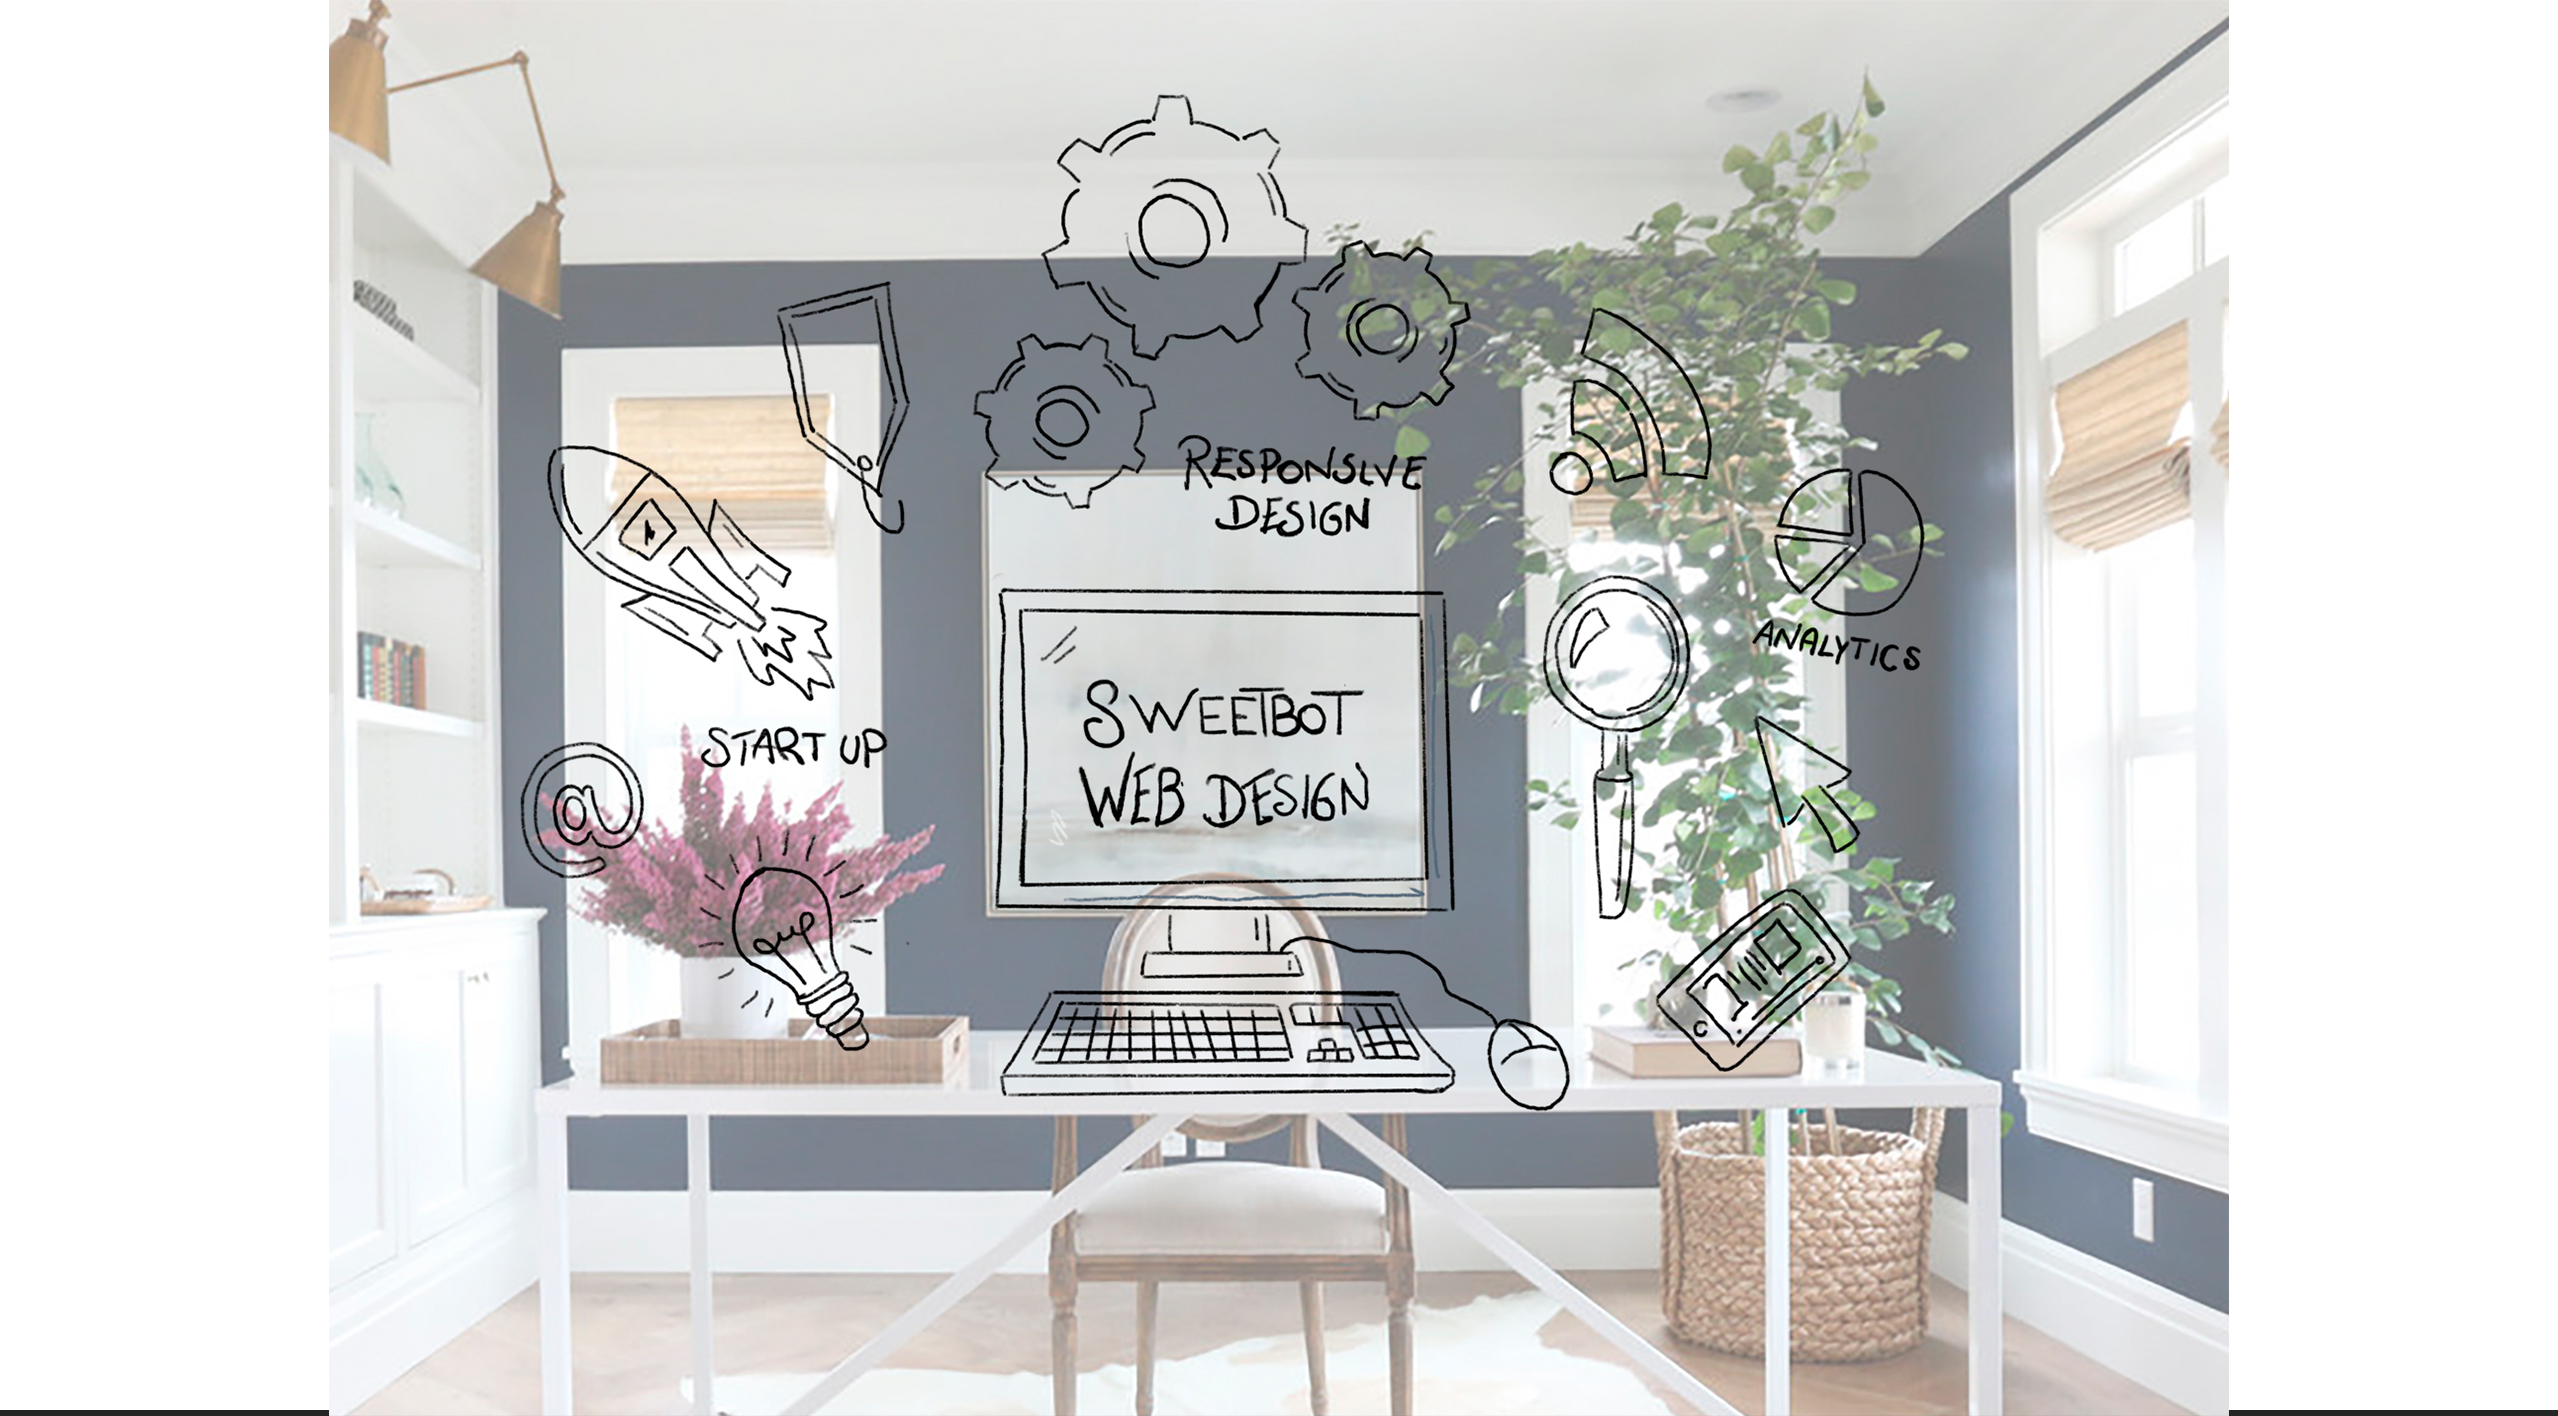 RESPONSIVE
DESIGN
ANALYTICS
SWEETBOT
WEB DESIGN
START UP
@